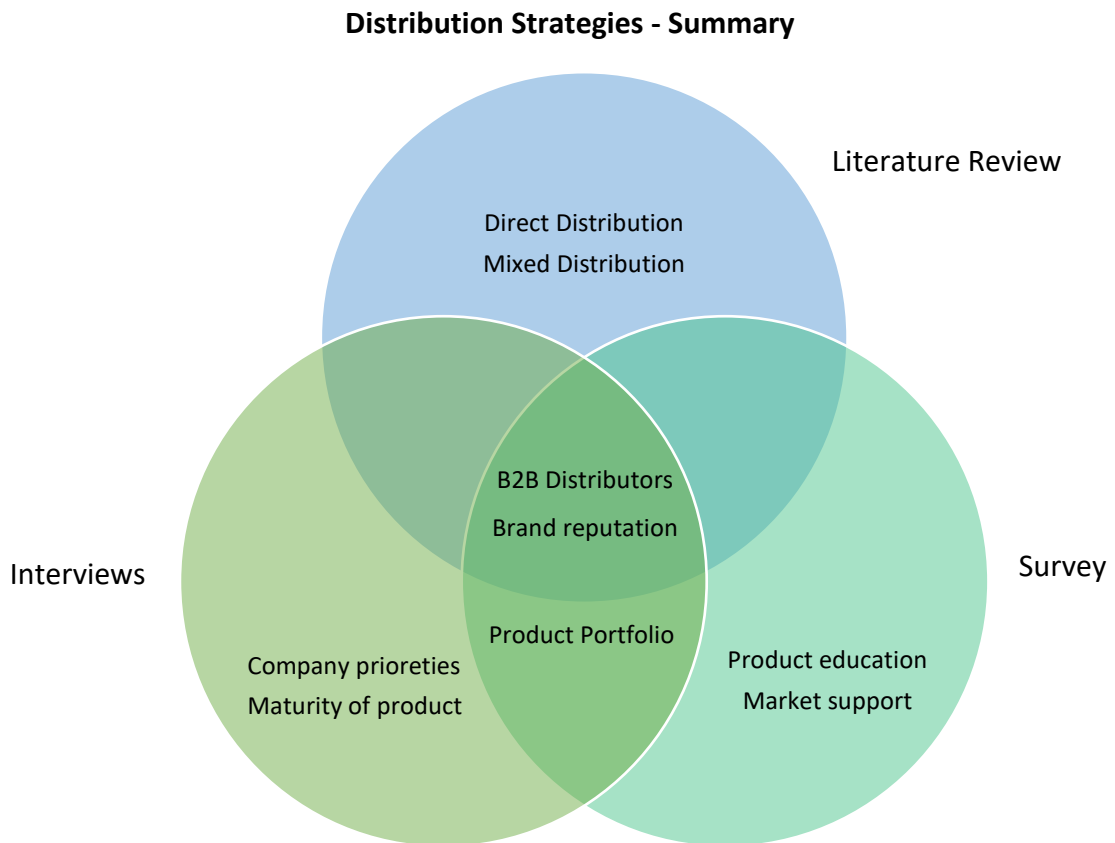 Distribution Strategies - Summary
Literature Review
Direct Distribution
Mixed Distribution
B2B Distributors
Brand reputation
Interviews
Survey
Product Portfolio
Company prioreties
Maturity of product
Product education
Market support